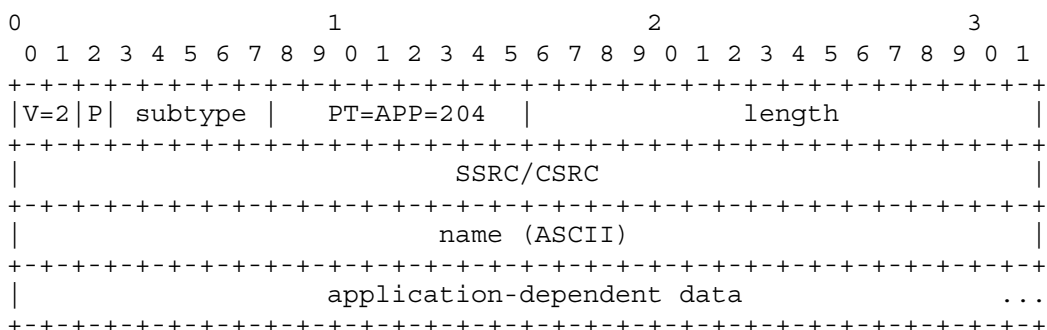 0                   1                   2                   3
 0 1 2 3 4 5 6 7 8 9 0 1 2 3 4 5 6 7 8 9 0 1 2 3 4 5 6 7 8 9 0 1
+-+-+-+-+-+-+-+-+-+-+-+-+-+-+-+-+-+-+-+-+-+-+-+-+-+-+-+-+-+-+-+-+
|V=2|P| subtype |   PT=APP=204  |             length            |
+-+-+-+-+-+-+-+-+-+-+-+-+-+-+-+-+-+-+-+-+-+-+-+-+-+-+-+-+-+-+-+-+
|                           SSRC/CSRC                           |
+-+-+-+-+-+-+-+-+-+-+-+-+-+-+-+-+-+-+-+-+-+-+-+-+-+-+-+-+-+-+-+-+
|                          name (ASCII)                         |
+-+-+-+-+-+-+-+-+-+-+-+-+-+-+-+-+-+-+-+-+-+-+-+-+-+-+-+-+-+-+-+-+
|                   application-dependent data                ...
+-+-+-+-+-+-+-+-+-+-+-+-+-+-+-+-+-+-+-+-+-+-+-+-+-+-+-+-+-+-+-+-+